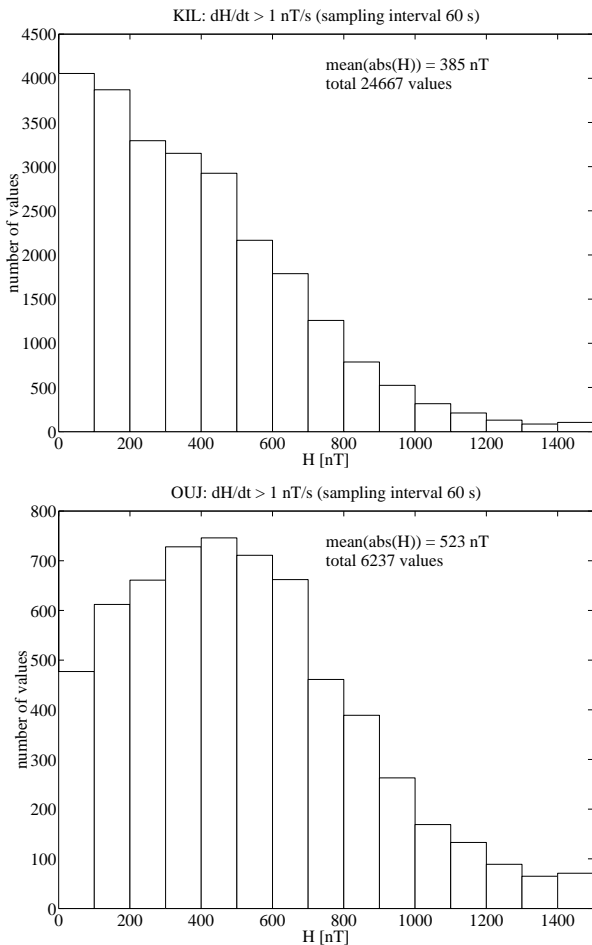 KIL: dH/dt > 1 nT/s (sampling interval 60 s)
mean(abs(H)) = 385 nT
total 24667 values
number of values
4500
4000
3500
3000
2500
2000
1500
1000
500
0
0 200 400 600 800 1000 1200 1400
H [nT]
OUJ: dH/dt > 1 nT/s (sampling interval 60 s)
mean(abs(H)) = 523 nT
total 6237 values
number of values
800
700
600
500
400
300
200
100
0
0 200 400 600 800 1000 1200 1400
H [nT]